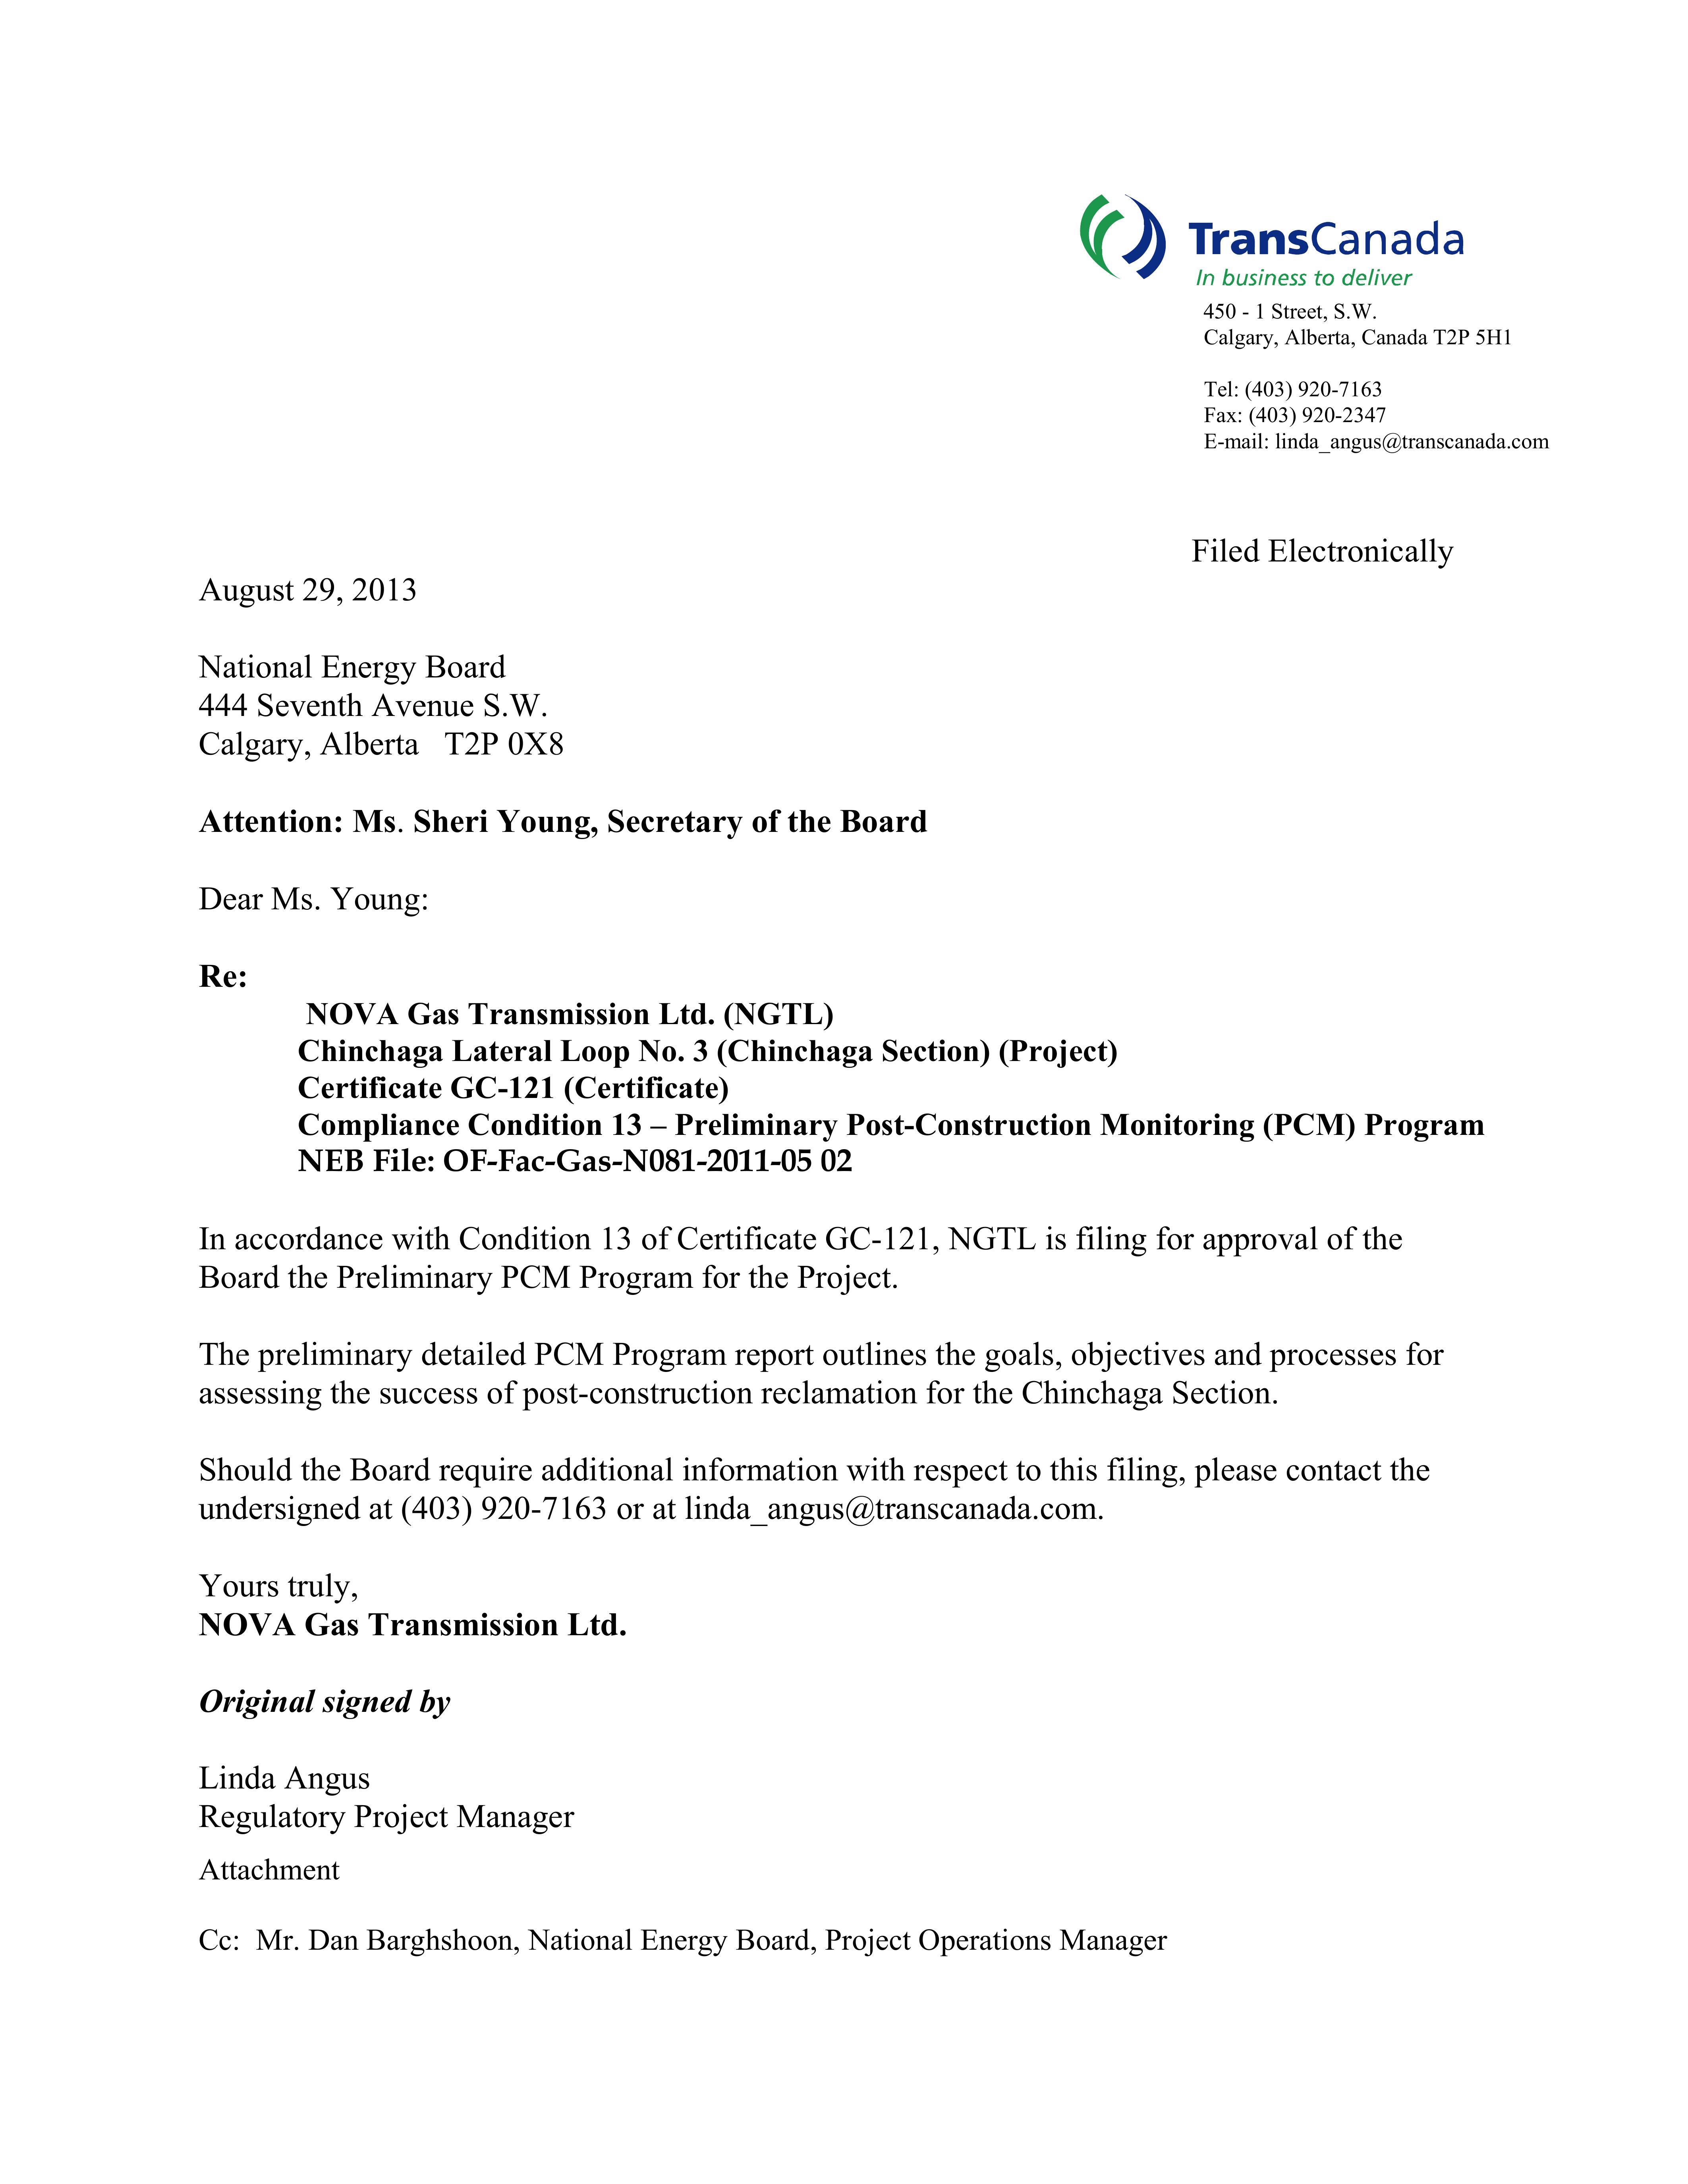 TransCanada
In business to deliver
450 - 1 Street, S.W.
Calgary, Alberta, Canada T2P 5H1
Tel: (403) 920-7163
Fax: (403) 920-2347
E-mail: linda_angus@transcanada.com
Filed Electronically
August 29, 2013
National Energy Board
444 Seventh Avenue S.W.
Calgary, Alberta T2P 0X8
Attention: Ms. Sheri Young, Secretary of the Board
Dear Ms. Young:
Re:
NOVA Gas Transmission Ltd. (NGTL)
Chinchaga Lateral Loop No. 3 (Chinchaga Section) (Project)
Certificate GC-121 (Certificate)
Compliance Condition 13 – Preliminary Post-Construction Monitoring (PCM) Program
NEB File: OF-Fac-Gas-N081-2011-05 02
In accordance with Condition 13 of Certificate GC-121, NGTL is filing for approval of the
Board the Preliminary PCM Program for the Project.
The preliminary detailed PCM Program report outlines the goals, objectives and processes for
assessing the success of post-construction reclamation for the Chinchaga Section.
Should the Board require additional information with respect to this filing, please contact the
undersigned at (403) 920-7163 or at linda_angus@transcanada.com.
Yours truly,
NOVA Gas Transmission Ltd.
Original signed by
Linda Angus
Regulatory Project Manager
Attachment
Cc: Mr. Dan Barghshoon, National Energy Board, Project Operations Manager